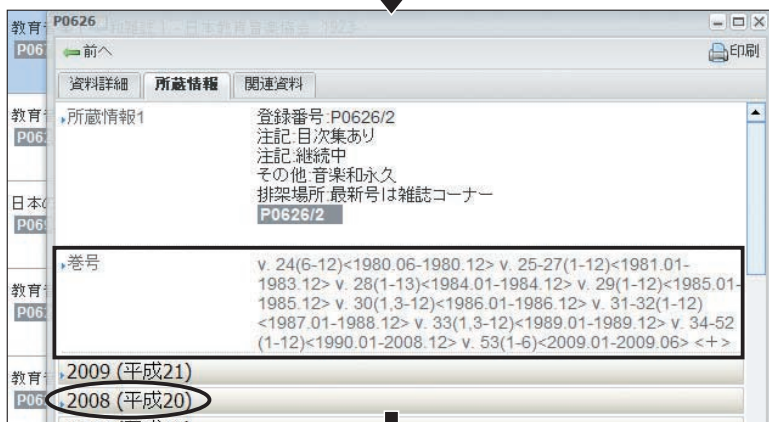 教育
P0626
P06
前へ
印刷
資料詳細 所蔵情報 関連資料
教育
P062
所蔵情報1
登録番号:P0626/2
注記:目次集あり
注記:継続中
その他:音楽和永久
排架場所:最新号は雑誌コーナー
P0626/2
日本の
P069
巻号
v. 24(6-12)<1980.06-1980.12> v. 25-27(1-12)<1981.01-
1983.12> v. 28(1-13)<1984.01-1984.12> v. 29(1-12)<1985.01-
1985.12> v. 30(1,3-12)<1986.01-1986.12> v. 31-32(1-12)
<1987.01-1988.12> v. 33(1,3-12)<1989.01-1989.12> v. 34-52
(1-12)<1990.01-2008.12> v. 53(1-6)<2009.01-2009.06> <+>
教育
P062
2009 (平成21)
教育
P06
2008 (平成20)